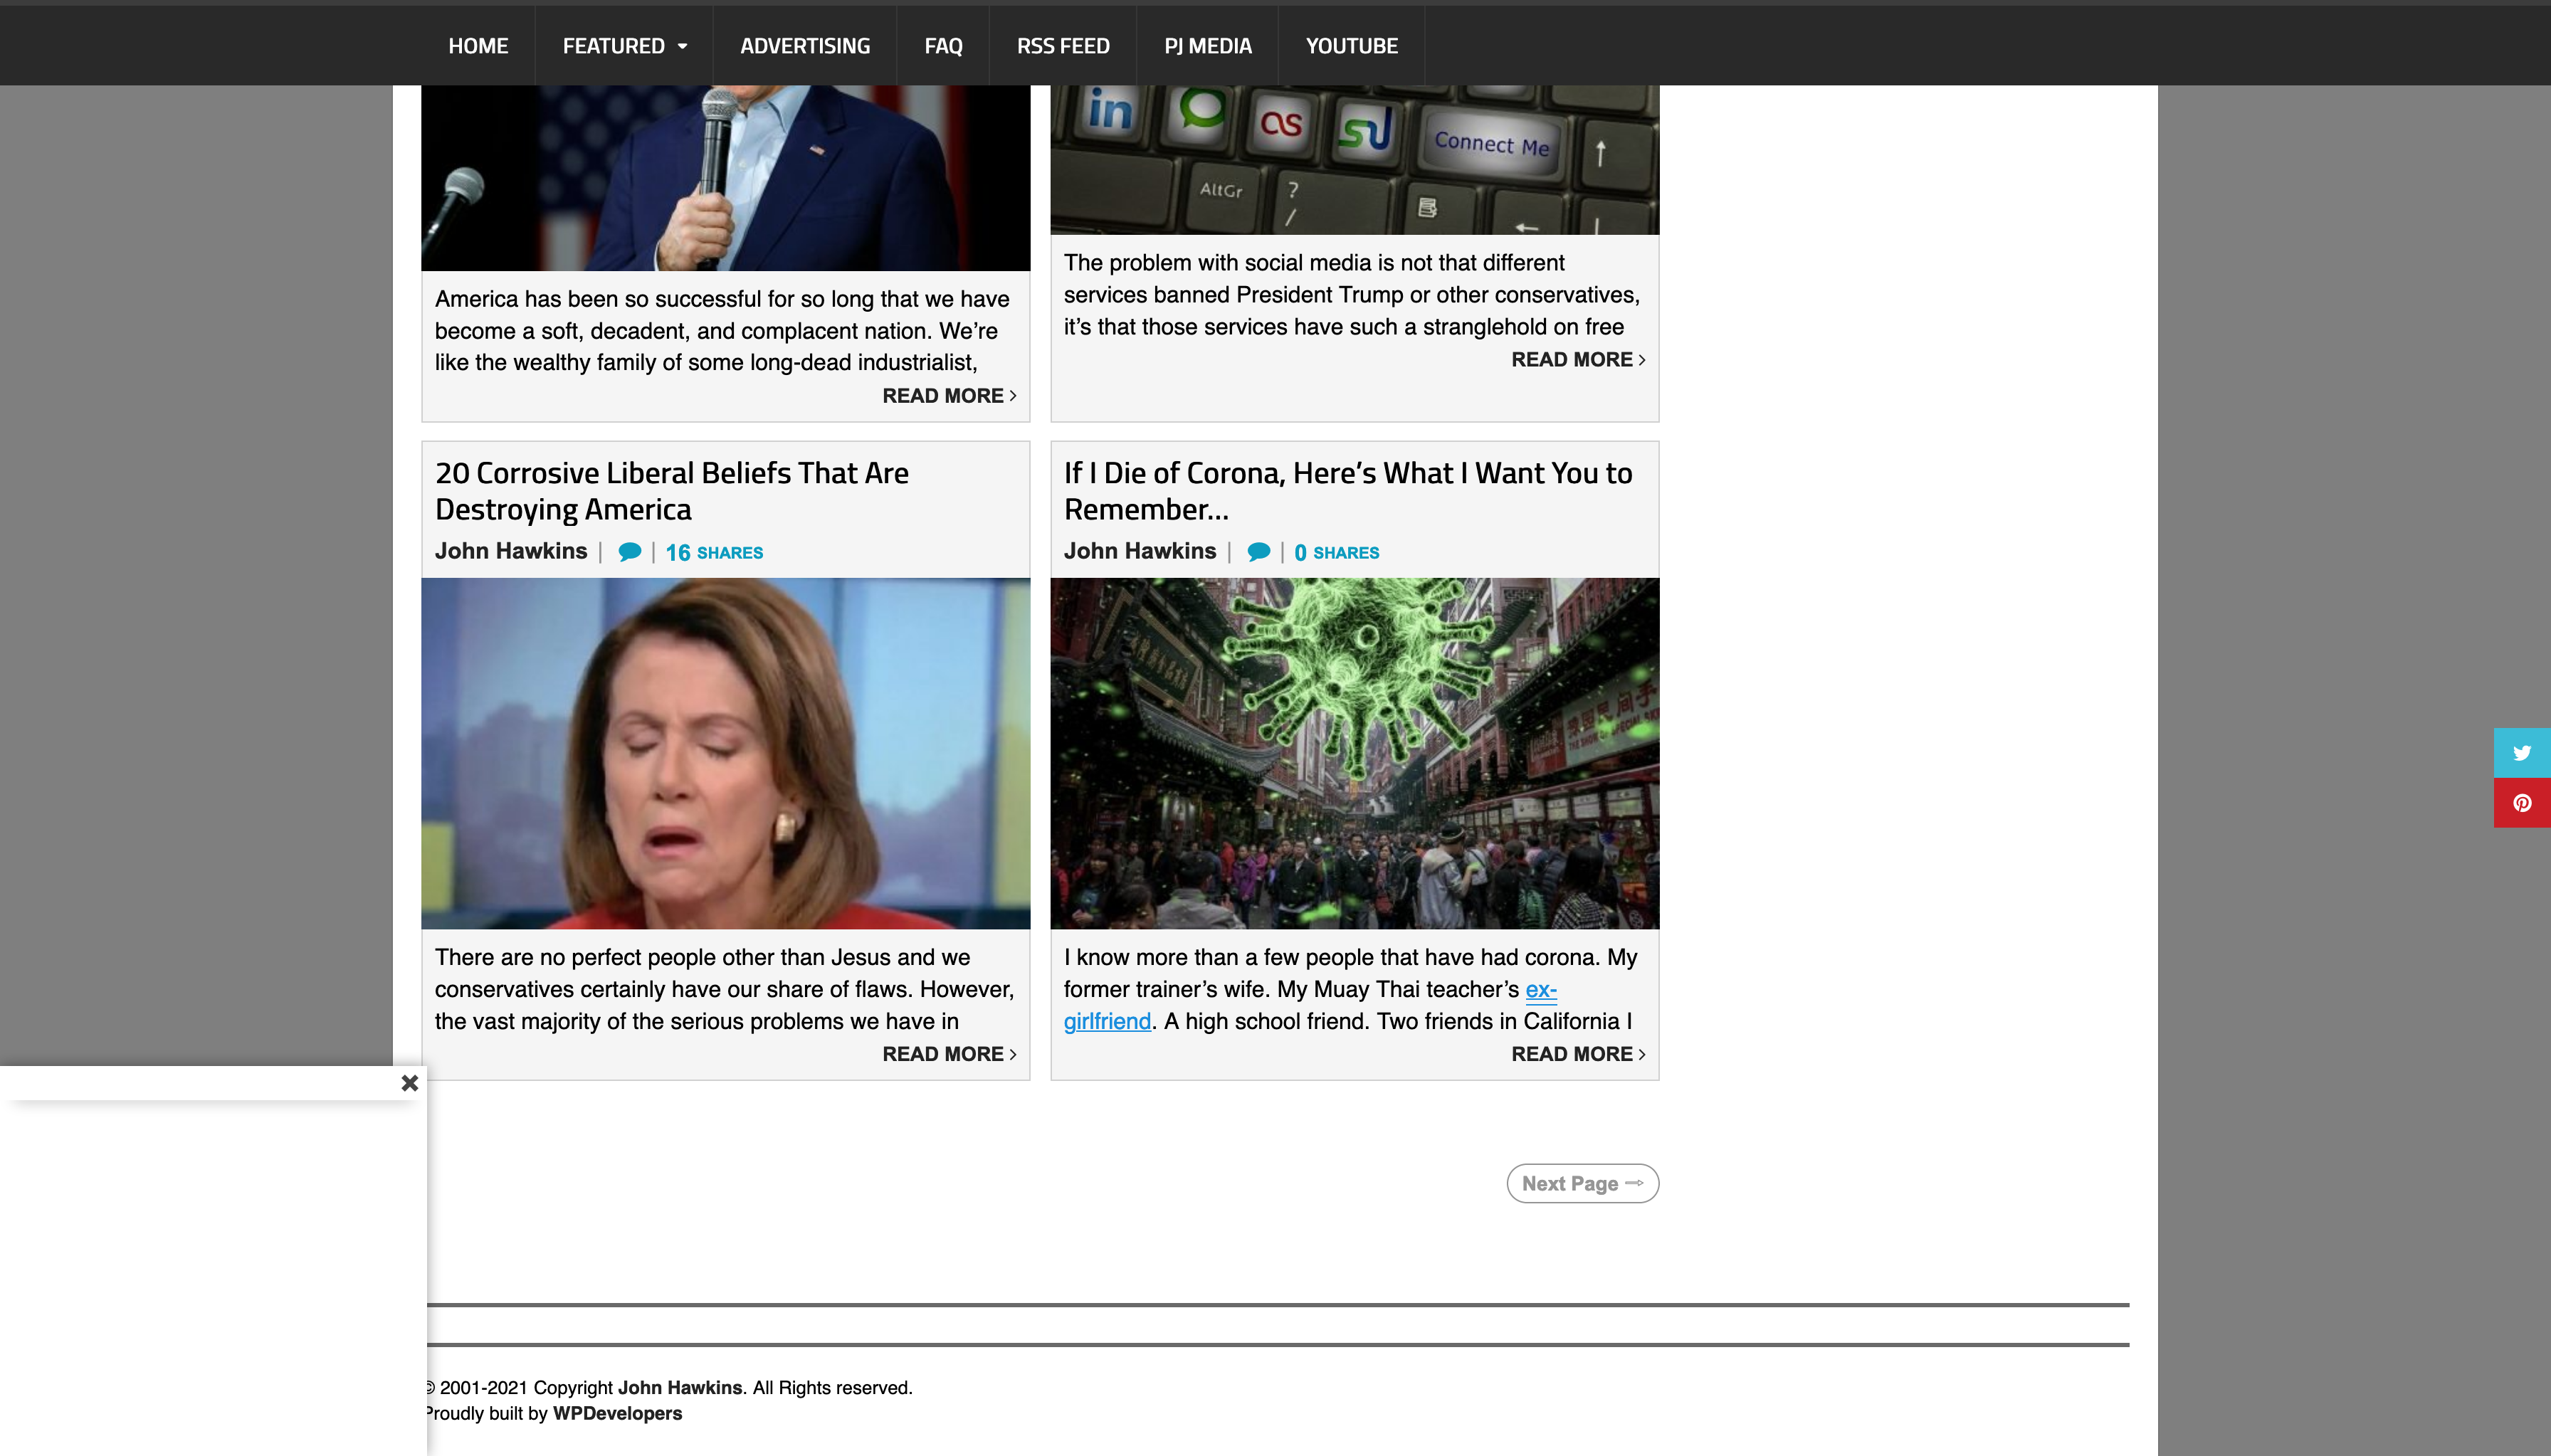 HOME FEATURED ADVERTISING FAQ RSS FEED PJ MEDIA YOUTUBE
in as Connect Me
AltGr ? /
America has been so successful for so long that we have
become a soft, decadent, and complacent nation. We’re
like the wealthy family of some long-dead industrialist,
READ MORE
The problem with social media is not that different
services banned President Trump or other conservatives,
it’s that those services have such a stranglehold on free
READ MORE
20 Corrosive Liberal Beliefs That Are
Destroying America
John Hawkins | | 16 SHARES
There are no perfect people other than Jesus and we
conservatives certainly have our share of flaws. However,
the vast majority of the serious problems we have in
READ MORE
If I Die of Corona, Here’s What I Want You to
Remember…
John Hawkins | | 0 SHARES
I know more than a few people that have had corona. My
former trainer’s wife. My Muay Thai teacher’s ex-
girlfriend. A high school friend. Two friends in California I
READ MORE
Next Page
© 2001-2021 Copyright John Hawkins. All Rights reserved.
Proudly built by WPDevelopers